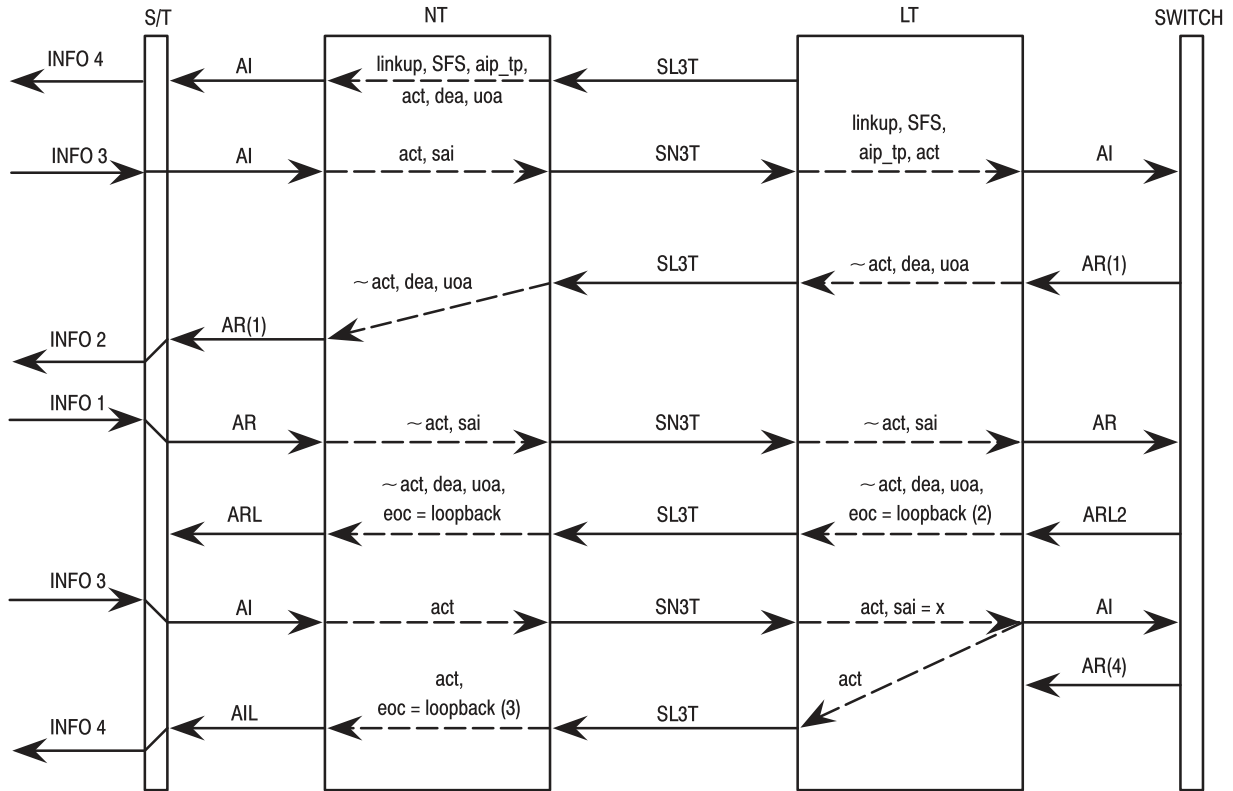 S/T NT LT SWITCH
INFO 4 AI linkup, SFS, aip_tp, SL3T
act, dea, uoa
linkup, SFS,
INFO 3 AI act, sai SN3T aip_tp, act AI
SL3T ~act, dea, uoa AR(1)
~act, dea, uoa
INFO 2 AR(1)
INFO 1
AR ~act, sai SN3T ~act, sai AR
~act, dea, uoa, ~act, dea, uoa,
ARL eoc = loopback SL3T eoc = loopback (2) ARL2
INFO 3
AI act SN3T act, sai = x AI
act, act AR(4)
INFO 4 AIL eoc = loopback (3) SL3T